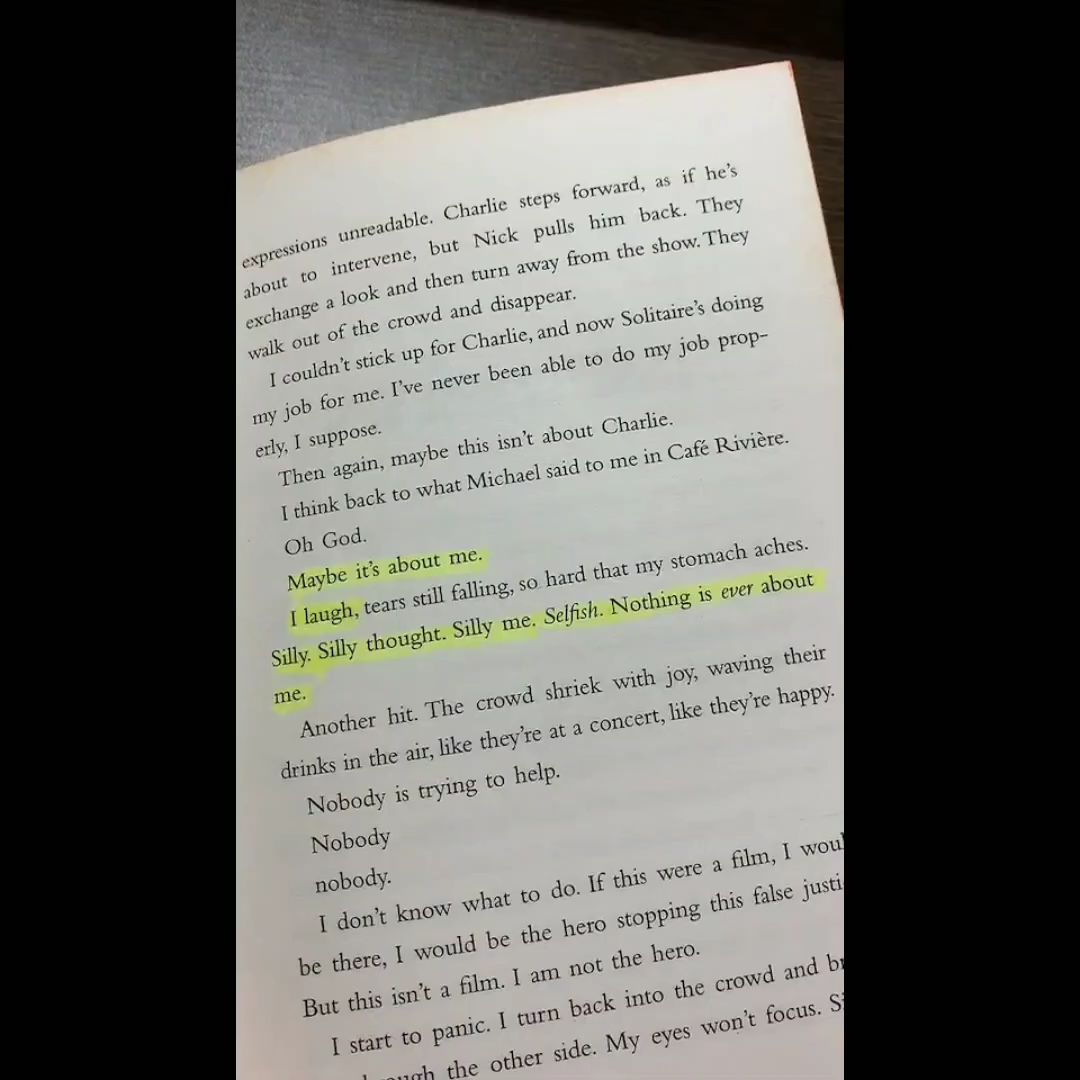 expressions unreadable. Charlie steps forward, as if he's
about to intervene, but Nick pulls him back. They
exchange a look and then turn away from the show. They
walk out of the crowd and disappear.
I couldn't stick up for Charlie, and now Solitaire's doing
my job for me. I've never been able to do my job prop-
erly, I suppose.
Then again, maybe this isn't about Charlie.
I think back to what Michael said to me in Café Rivière.
Oh God.
Maybe it's about me.
I laugh, tears still falling, so hard that my stomach aches.
Silly. Silly thought. Silly me. Selfish. Nothing is ever about
me.
Another hit. The crowd shriek with joy, waving their
drinks in the air, like they're at a concert, like they're happy.
Nobody is trying to help.
Nobody
nobody.
I don't know what to do. If this were a film, I
be there, I would be the hero stopping this false
But this isn't a film. I am not the hero.
I start to panic. I turn back into the crowd and
the other side. My eyes won't focus.